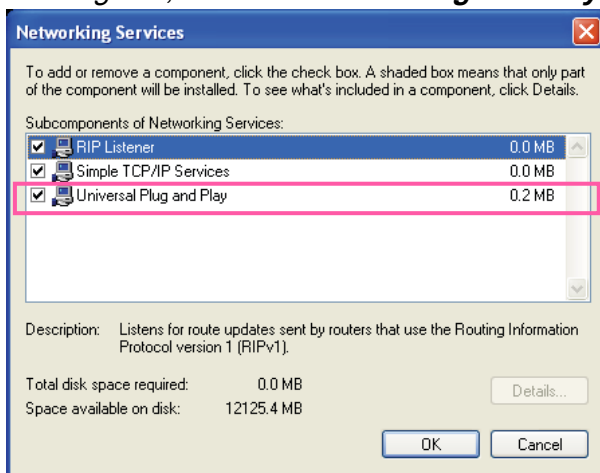 Networking Services
To add or remove a component, click the check box. A shaded box means that only part
of the component will be installed. To see what's included in a component, click Details.
Subcomponents of Networking Services:
RIP Listener 0.0 MB
Simple TCP/IP Services 0.0 MB
Universal Plug and Play 0.2 MB
Description: Listens for route updates sent by routers that use the Routing Information
Protocol version 1 (RIPv1).
Total disk space required: 0.0 MB
Details...
Space available on disk: 12125.4 MB
OK Cancel